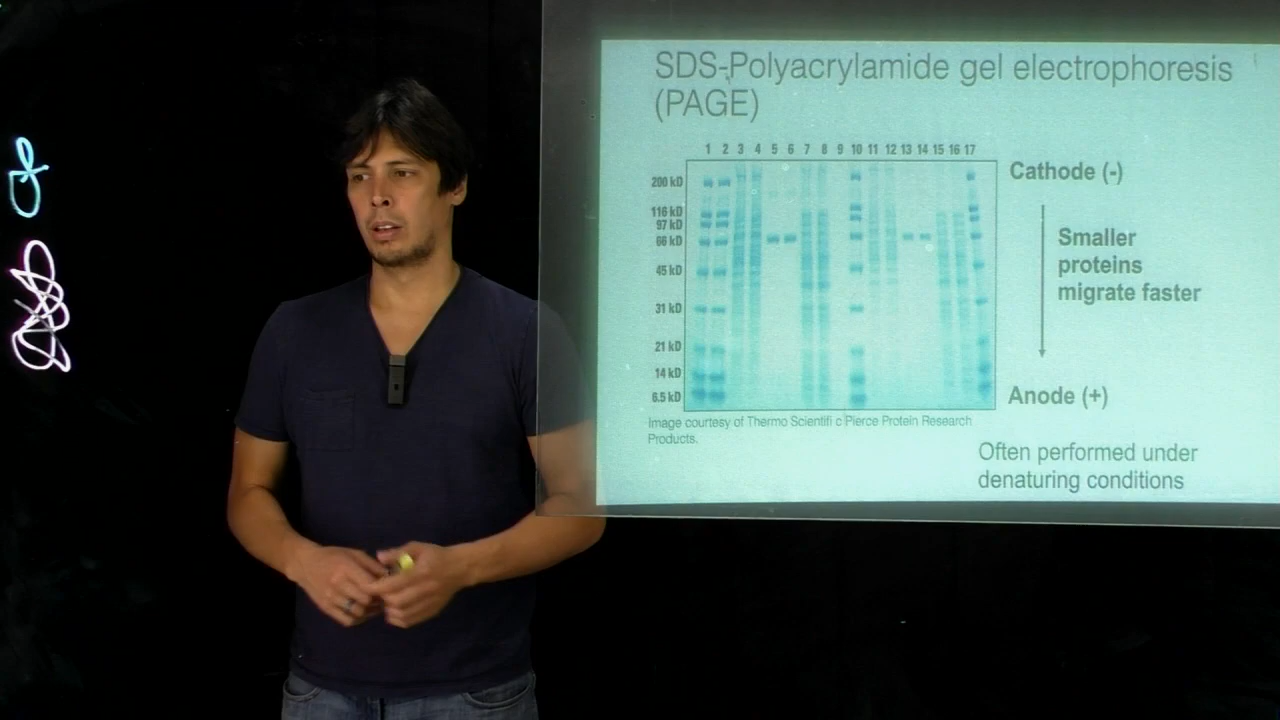 SDS-Polyacrylamide gel electrophoresis
(PAGE)
1 2 3 4 5 6 7 8 9 10 11 12 13 14 15 16 17
200 kD
116 kD
97 kD
66 kD
45 kD
31 kD
21 kD
14 kD
6.5 kD
Cathode (-)
Smaller
proteins
migrate faster
Anode (+)
Image courtesy of Thermo Scientifi c Pierce Protein Research
Products.
Often performed under
denaturing conditions